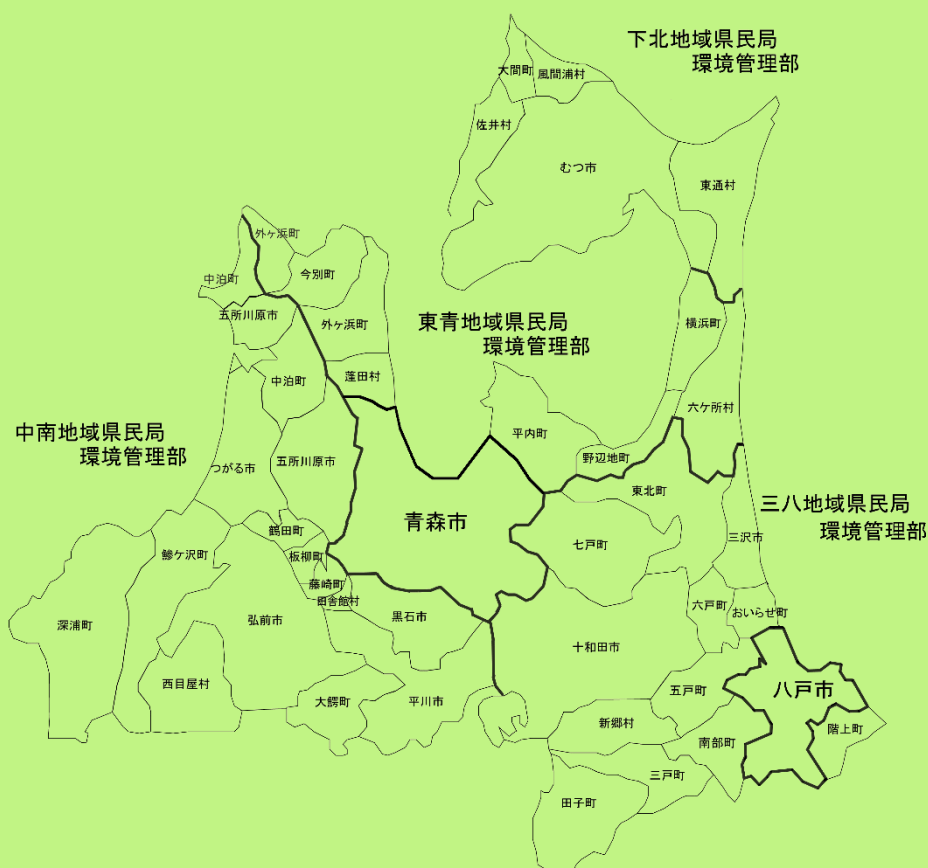 下北地域県民局
環境管理部
大間町
風間浦村
佐井村
むつ市
東通村
外ヶ浜町
今別町
中泊町
五所川原市
外ヶ浜町
東青地域県民局
環境管理部
横浜町
中泊町
蓬田村
六ケ所村
中南地域県民局
環境管理部
平内町
野辺地町
つがる市
五所川原市
東北町
三八地域県民局
環境管理部
青森市
七戸町
三沢市
鶴田町
鰺ケ沢町
板柳町
藤崎町
田舎館村
六戸町
おいらせ町
深浦町
弘前市
黒石市
十和田市
西目屋村
大鰐町
平川市
五戸町
八戸市
新郷村
南部町
階上町
三戸町
田子町